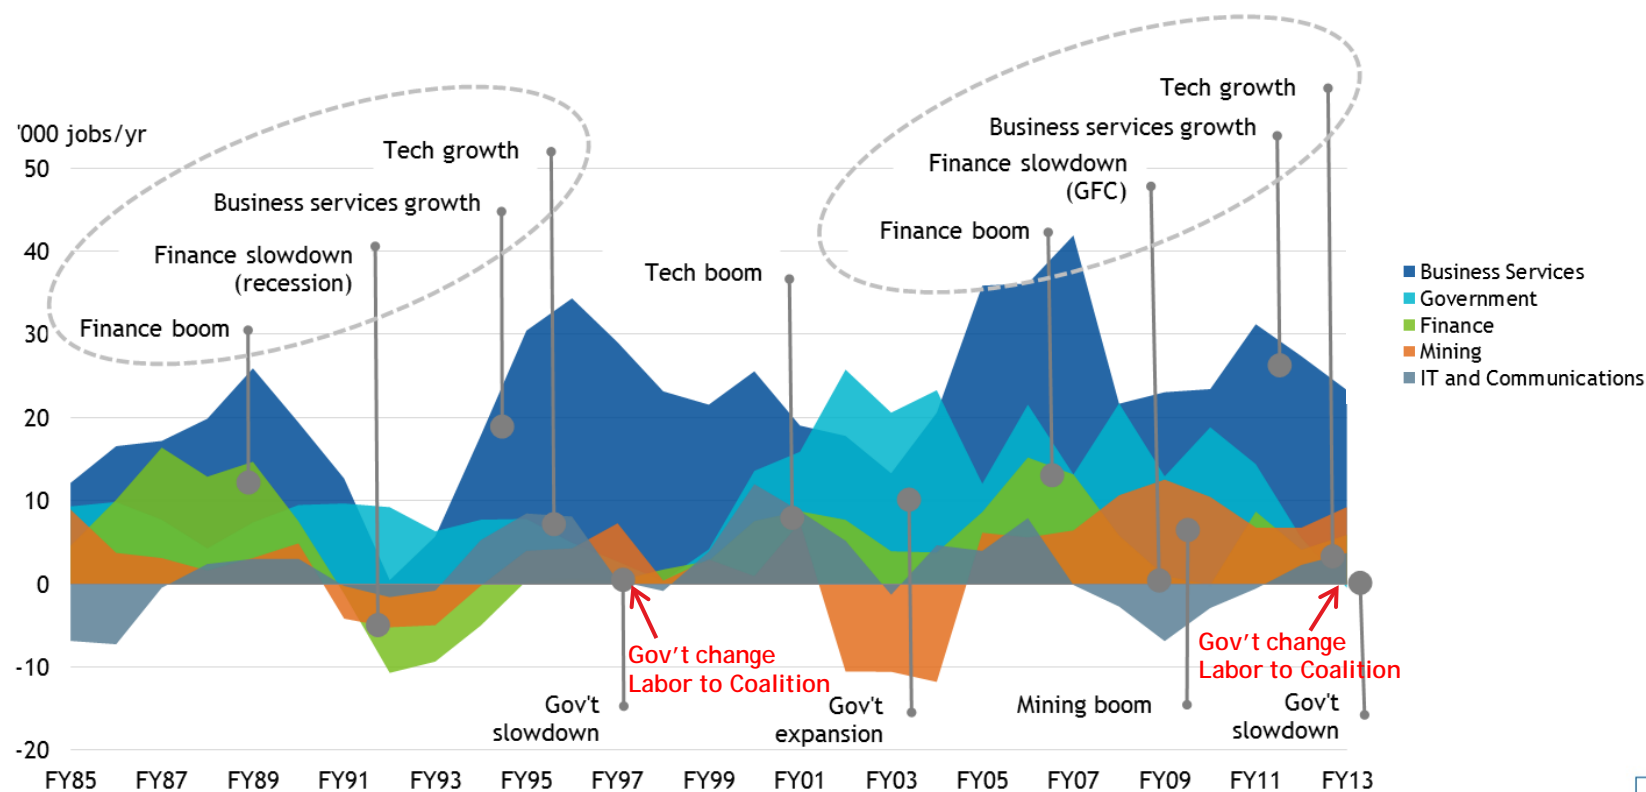 Tech growth
'000 jobs/yr
Business services growth
Tech growth
50
Finance slowdown
(GFC)
Business services growth
Finance boom
40
Finance slowdown
(recession)
Tech boom
Business Services
Government
Finance boom
30
Finance
Mining
IT and Communications
20
10
0
Gov't change
Labor to Coalition
Gov't change
Labor to Coalition
-10
Gov't
slowdown
Gov't
expansion
Mining boom
Gov't
slowdown
-20
FY85 FY87 FY89 FY91 FY93 FY95 FY97 FY99 FY01 FY03 FY05 FY07 FY09 FY11 FY13